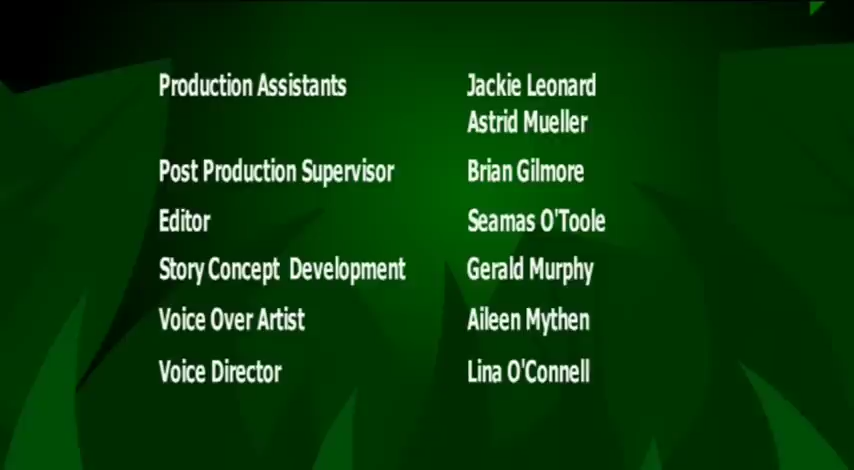 Production Assistants Jackie Leonard
Astrid Mueller
Post Production Supervisor Brian Gilmore
Editor Seamas O'Toole
Story Concept Development Gerald Murphy
Voice Over Artist Aileen Mythen
Voice Director Lina O'Connell